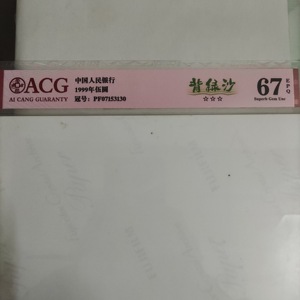 ACG
AI CANG GUARANTY
中国人民银行
1999年伍圆
冠号：PF07153130
背绿沙
☆☆☆
67
EPQ
Superb Gem Unc